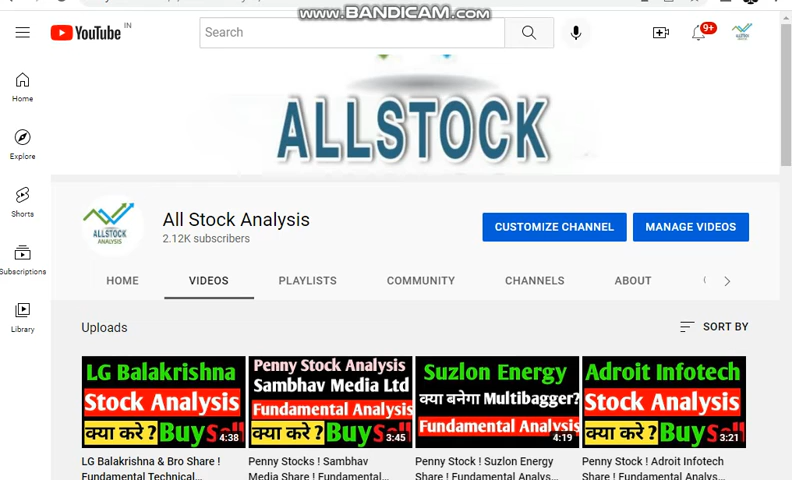 www.BANDICAM.com
YouTube IN
Search
9+
Home
Explore
Shorts
Subscriptions
Library
ALLSTOCK
ALLSTOCK
ANALYSIS
All Stock Analysis
2.12K subscribers
CUSTOMIZE CHANNEL
MANAGE VIDEOS
HOME
VIDEOS
PLAYLISTS
COMMUNITY
CHANNELS
ABOUT
Uploads
SORT BY
LG Balakrishna
Stock Analysis
क्या करे ? Buy Sell
4:38
LG Balakrishna & Bro Share !
Fundamental Technical...
Penny Stock Analysis
Sambhav Media Ltd
Fundamental Analysis
क्या करे ? Buy
3:45
Penny Stocks ! Sambhav
Media Share ! Fundamental
Suzlon Energy
क्या बनेगा Multibagger?
Fundamental Analysis
4:19
Penny Stock ! Suzlon Energy
Share ! Fundamental Analys...
Adroit Infotech
Stock Analysis
क्या करे ? Buy
3:21
Penny Stock ! Adroit Infotech
Share ! Fundamental Analys...